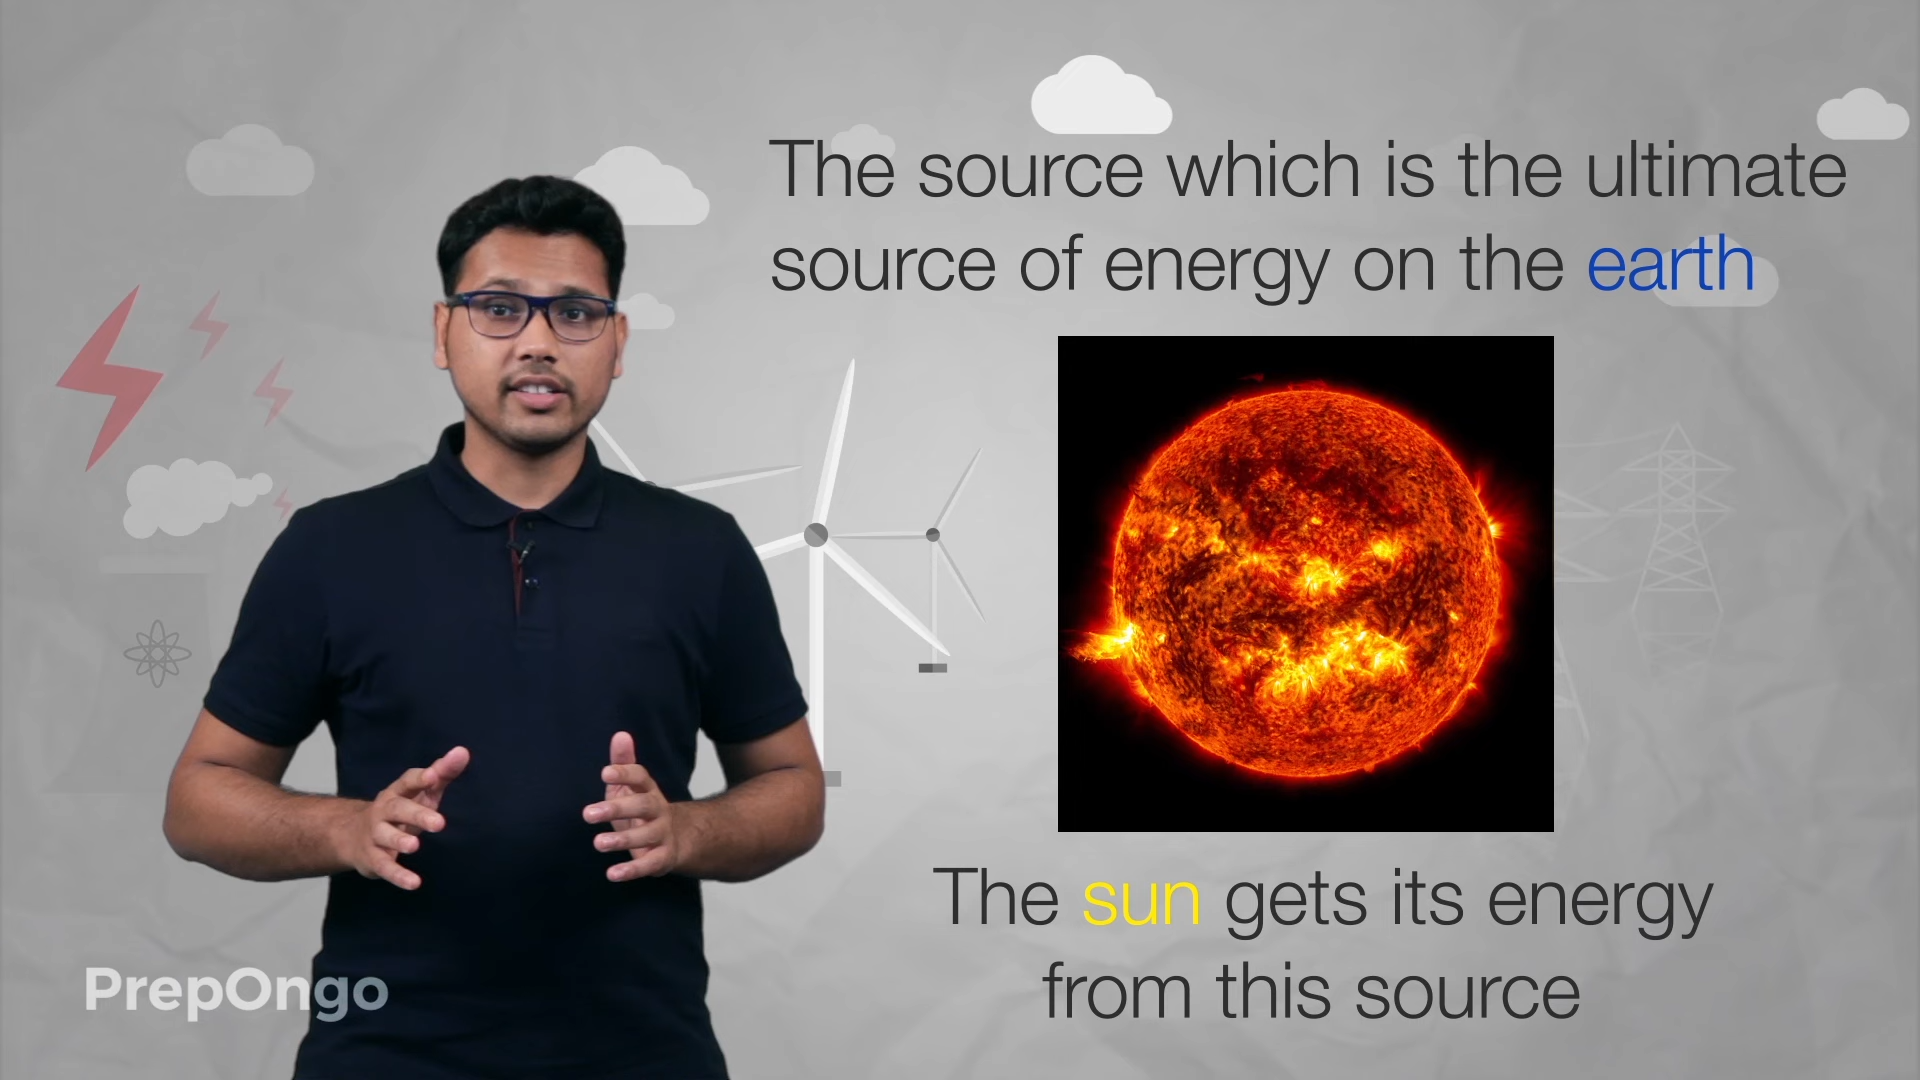 The source which is the ultimate
source of energy on the earth
The sun gets its energy
from this source
PrepOngo